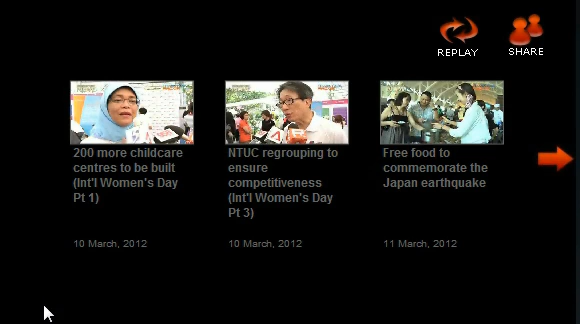 REPLAY
SHARE
200 more childcare
centres to be built
(Int'l Women's Day
Pt 1)
10 March, 2012
NTUC regrouping to
ensure
competitiveness
(Int'l Women's Day
Pt 3)
10 March, 2012
Free food to
commemorate the
Japan earthquake
11 March, 2012